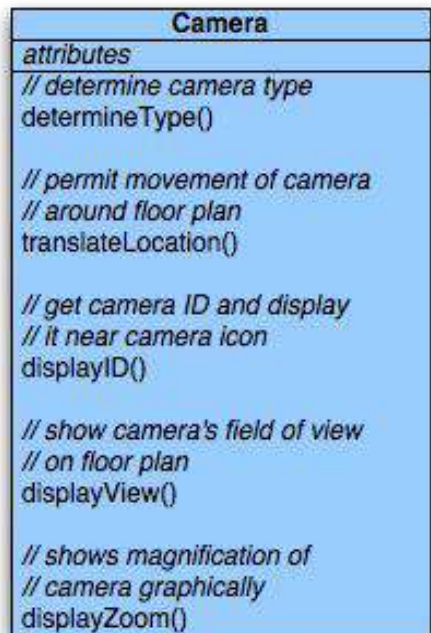 Camera
attributes
// determine camera type
determineType()
// permit movement of camera
// around floor plan
translateLocation()
// get camera ID and display
// it near camera icon
displayID()
// show camera's field of view
// on floor plan
displayView()
// shows magnification of
// camera graphically
displayZoom()